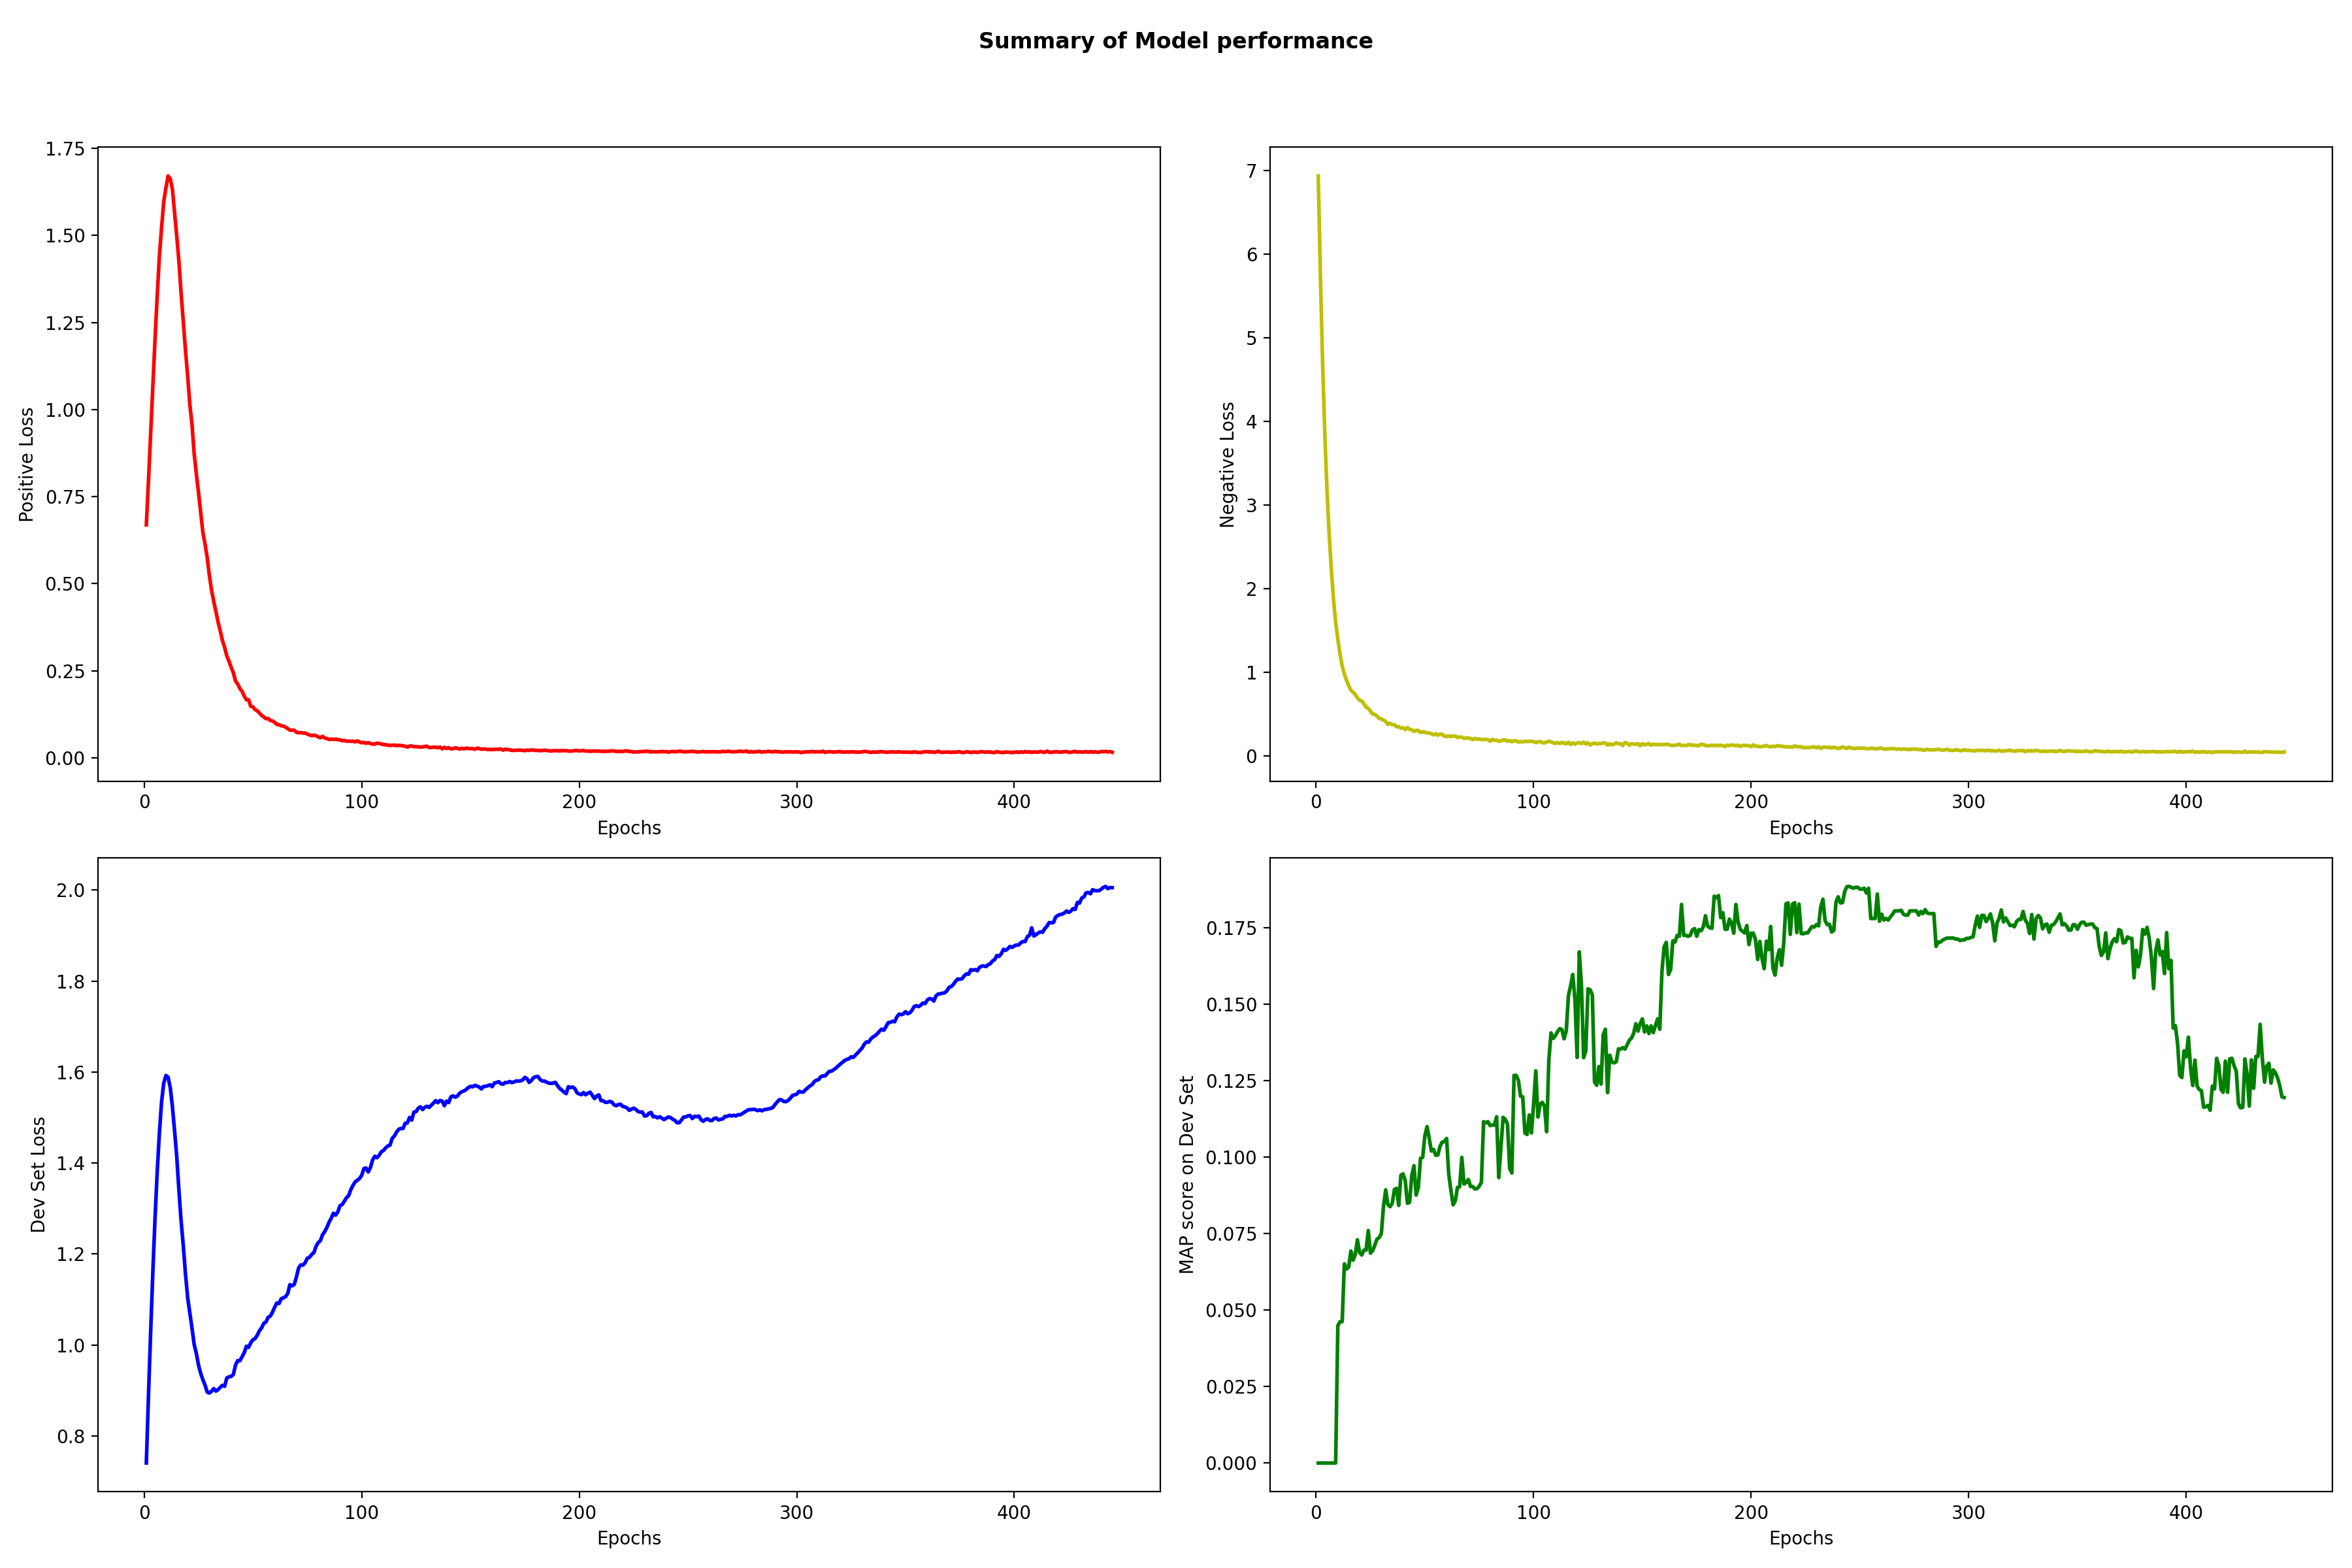 Summary of Model performance
1.75
1.50
1.25
1.00
0.75
0.50
0.25
0.00
Positive Loss
0 100 200 300 400
Epochs
7
6
5
4
3
2
1
0
Negative Loss
0 100 200 300 400
Epochs
2.0
1.8
1.6
1.4
1.2
1.0
0.8
Dev Set Loss
0 100 200 300 400
Epochs
0.175
0.150
0.125
0.100
0.075
0.050
0.025
0.000
MAP score on Dev Set
0 100 200 300 400
Epochs